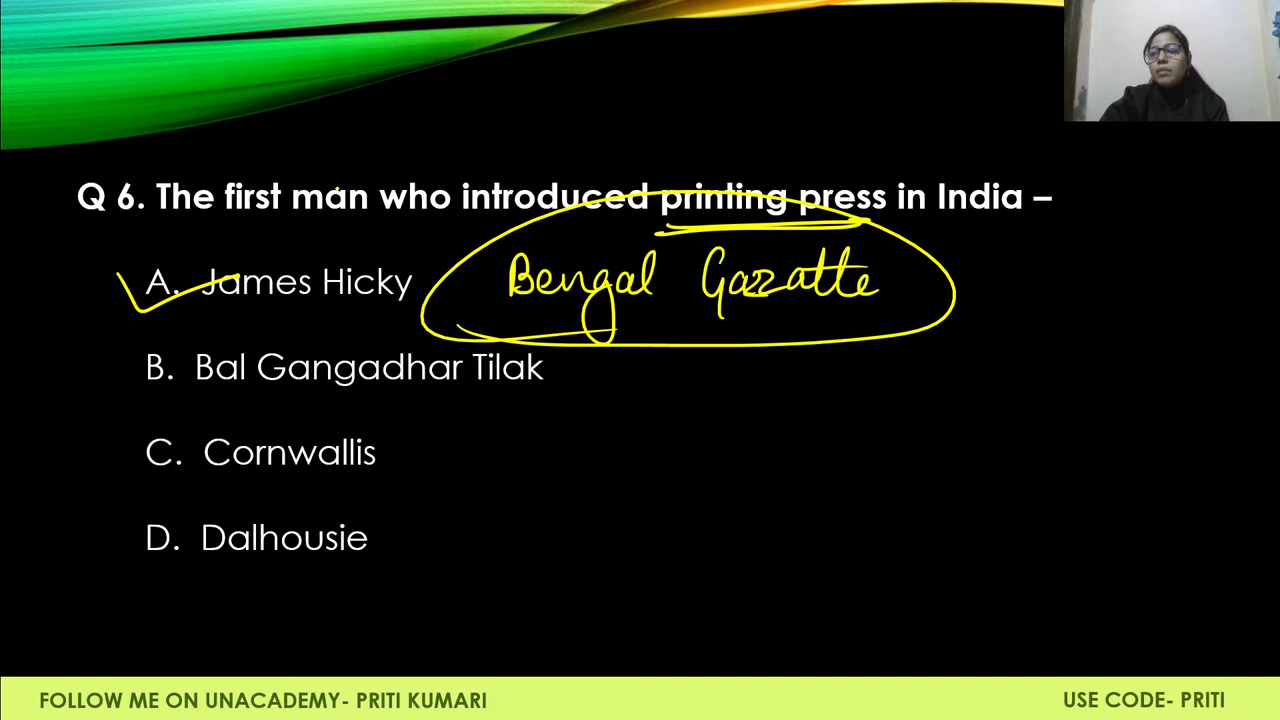 Q 6. The first man who introduced printing press in India –
A. James Hicky
Bengal Gazatte
B. Bal Gangadhar Tilak
C. Cornwallis
D. Dalhousie
FOLLOW ME ON UNACADEMY- PRITI KUMARI
USE CODE- PRITI